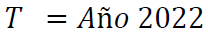 T = Año 2022